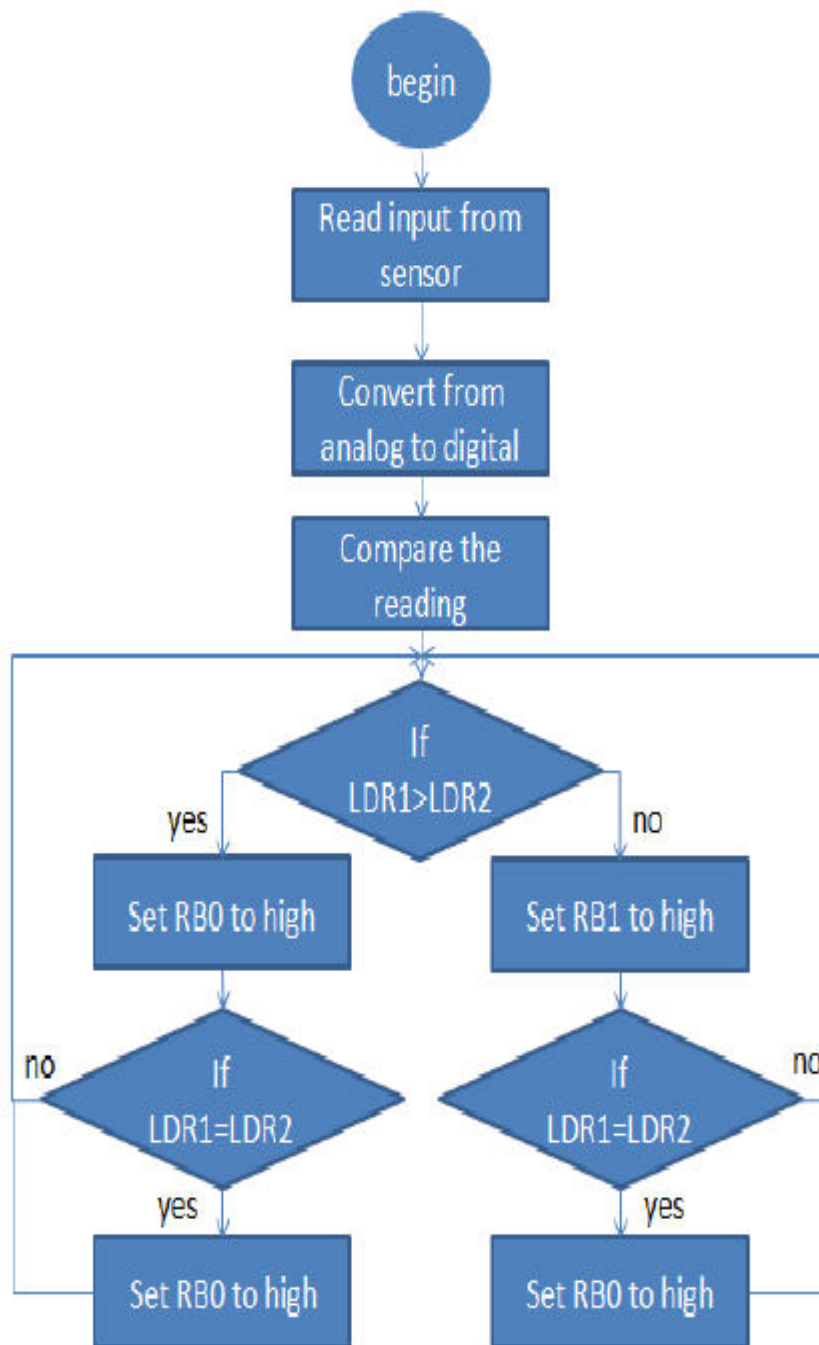 begin
Read input from
sensor
Convert from
analog to digital
Compare the
reading
If
LDR1>LDR2
yes
no
Set RB0 to high
Set RB1 to high
no
If
LDR1=LDR2
If
LDR1=LDR2
no
yes
yes
Set RB0 to high
Set RB0 to high